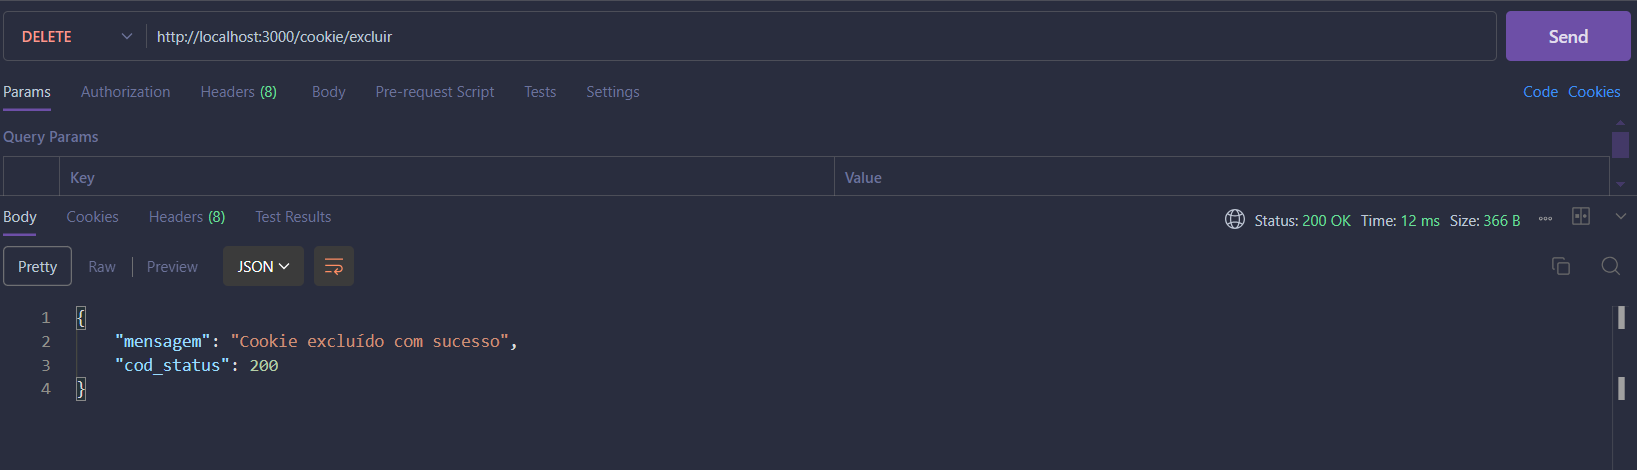 DELETE http://localhost:3000/cookie/excluir Send
Params Authorization Headers (8) Body Pre-request Script Tests Settings Code Cookies
Query Params
Key Value
Body Cookies Headers (8) Test Results Status: 200 OK Time: 12 ms Size: 366 B
Pretty Raw Preview JSON
1 {
2 "mensagem": "Cookie excluído com sucesso",
3 "cod_status": 200
4 }